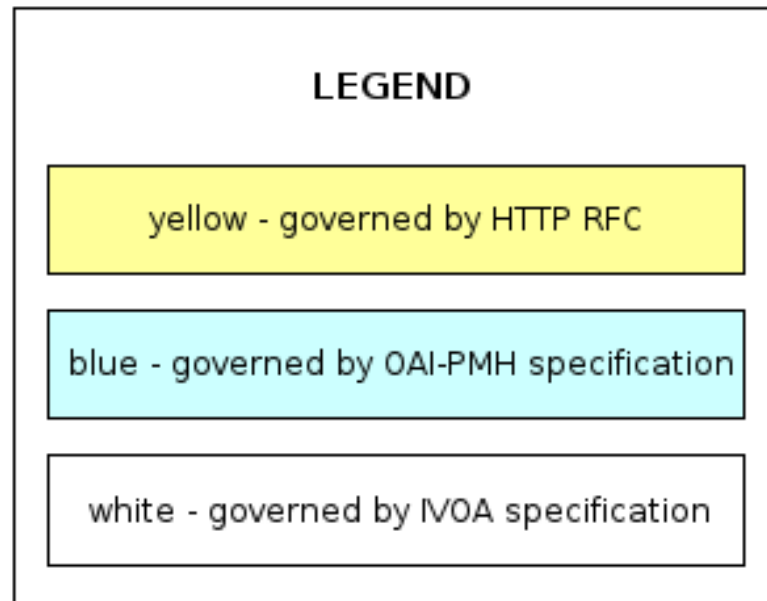 LEGEND
yellow - governed by HTTP RFC
blue - governed by OAI-PMH specification
white - governed by IVOA specification